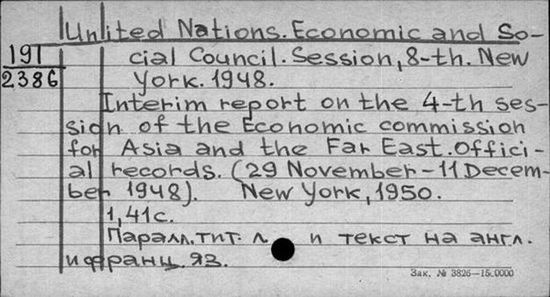 United Nations. Economic and So-
191
cial Council. Session, 8-th. New
2386
York. 1948.
Interim report on the 4-th ses-
sion of the Economic commission
for Asia and the Far East. Offici-
al records. (29 November - 11 Decem-
ber 1948). New York, 1950.
1,41с.
Паралл. тит. л. и текст на англ.
и франц. яз.
Зак. № 3826—15.0000